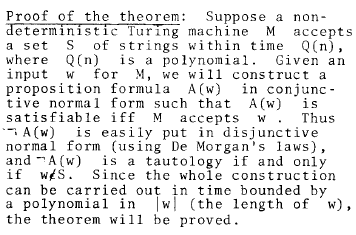 Proof of the theorem: Suppose a non-
deterministic Turing machine M accepts
a set S of strings within time Q(n),
where Q(n) is a polynomial. Given an
input w for M, we will construct a
proposition formula A(w) in conjunc-
tive normal form such that A(w) is
satisfiable iff M accepts w. Thus
¬A(w) is easily put in disjunctive
normal form (using De Morgan's laws),
and ¬A(w) is a tautology if and only
if w∉S. Since the whole construction
can be carried out in time bounded by
a polynomial in |w| (the length of w),
the theorem will be proved.